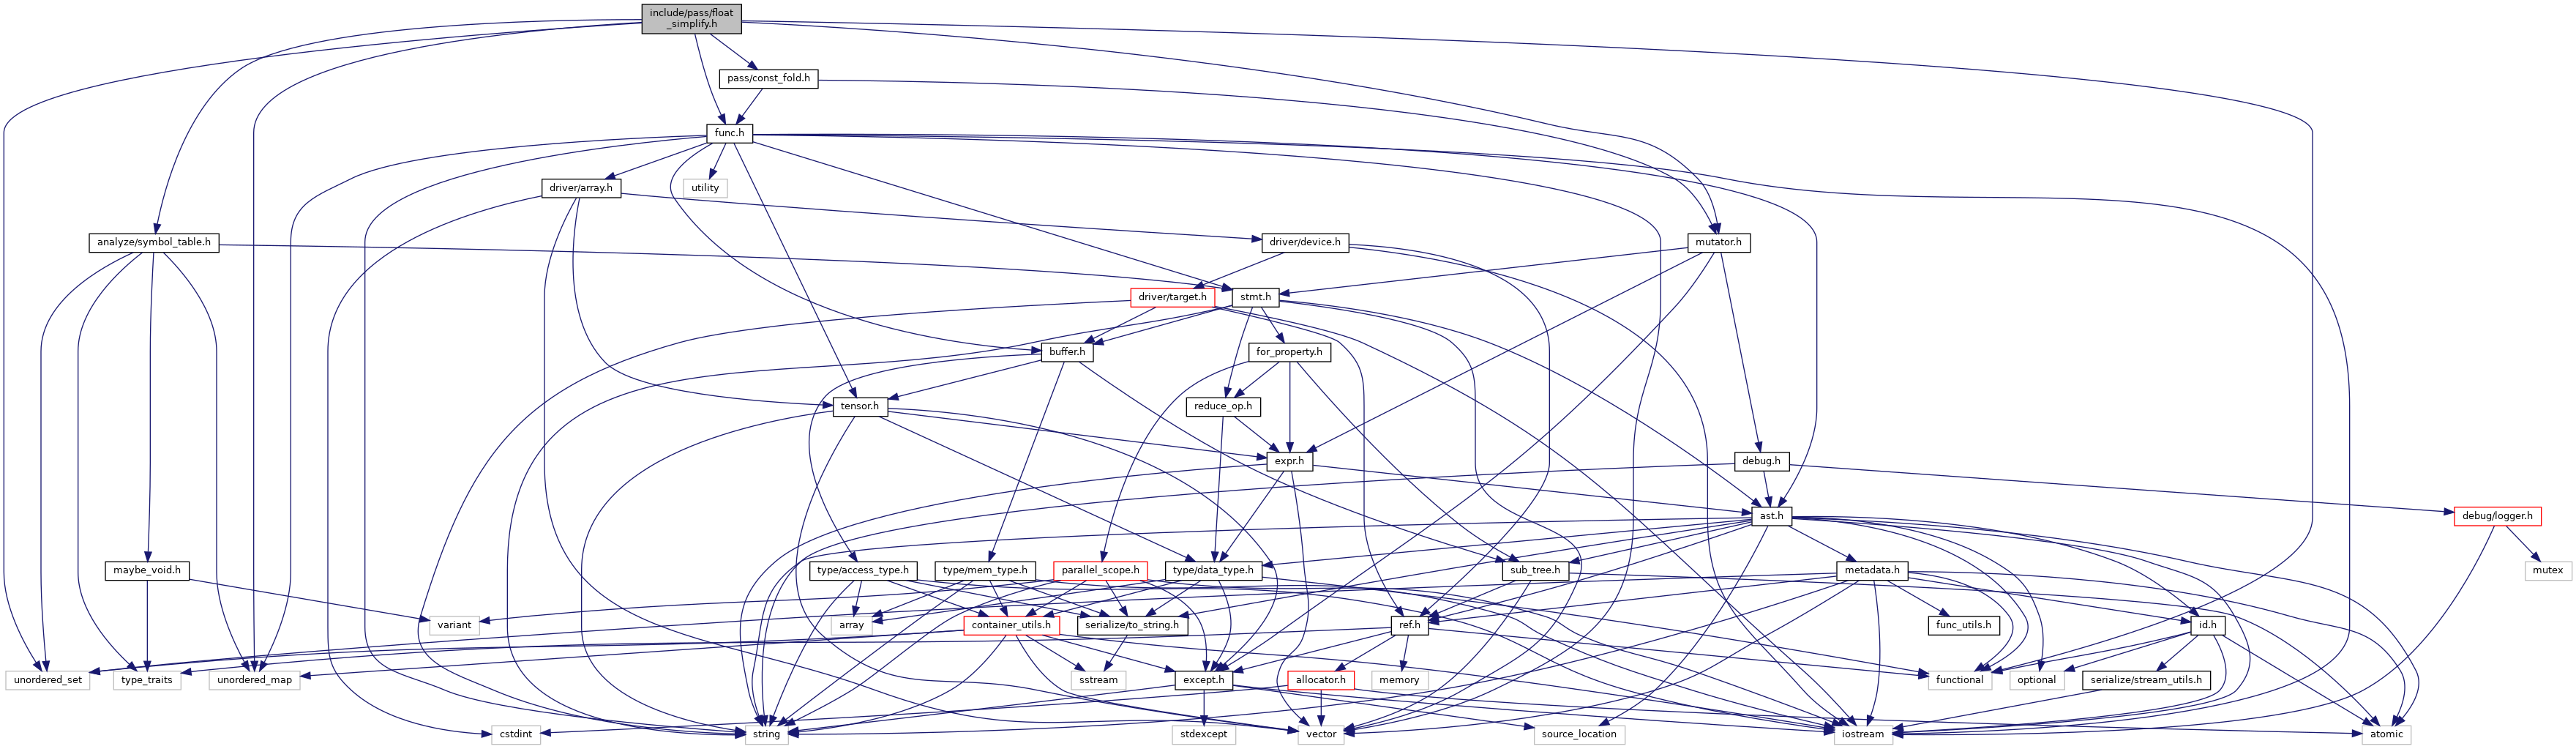 include/pass/float
_simplify.h
pass/const_fold.h
func.h
driver/array.h
utility
analyze/symbol_table.h
driver/device.h
mutator.h
driver/target.h
stmt.h
buffer.h
for_property.h
tensor.h
reduce_op.h
expr.h
debug.h
ast.h
debug/logger.h
maybe_void.h
type/access_type.h
type/mem_type.h
parallel_scope.h
type/data_type.h
sub_tree.h
metadata.h
mutex
variant
array
container_utils.h
serialize/to_string.h
ref.h
func_utils.h
id.h
unordered_set
type_traits
unordered_map
sstream
except.h
allocator.h
memory
functional
optional
serialize/stream_utils.h
cstdint
string
stdexcept
vector
source_location
iostream
atomic